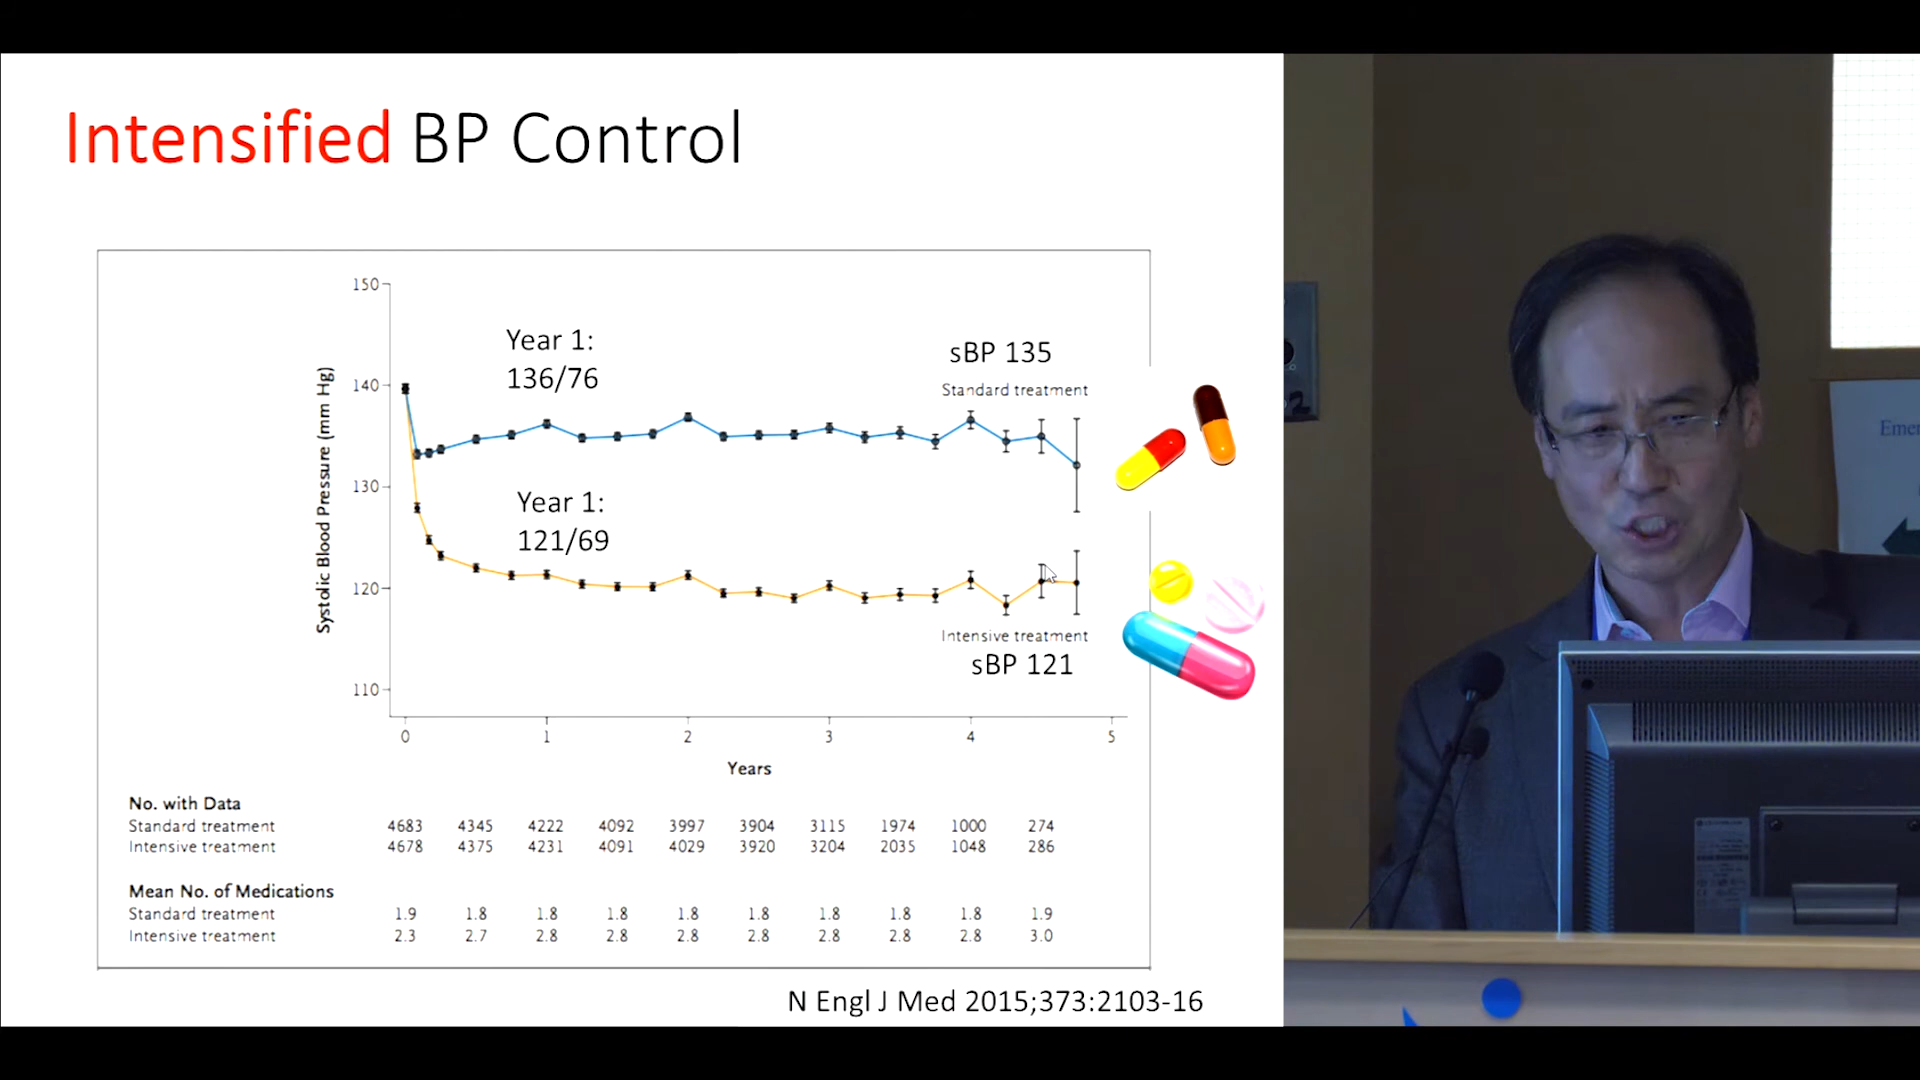 Intensified BP Control
150
140
130
120
110
Systolic Blood Pressure (mm Hg)
Year 1:
136/76
sBP 135
Standard treatment
Year 1:
121/69
Intensive treatment
sBP 121
0 1 2 3 4 5
Years
No. with Data
Standard treatment 4683 4345 4222 4092 3997 3904 3115 1974 1000 274
Intensive treatment 4678 4375 4231 4091 4029 3920 3204 2035 1048 286
Mean No. of Medications
Standard treatment 1.9 1.8 1.8 1.8 1.8 1.8 1.8 1.8 1.8 1.9
Intensive treatment 2.3 2.7 2.8 2.8 2.8 2.8 2.8 2.8 2.8 3.0
N Engl J Med 2015;373:2103-16